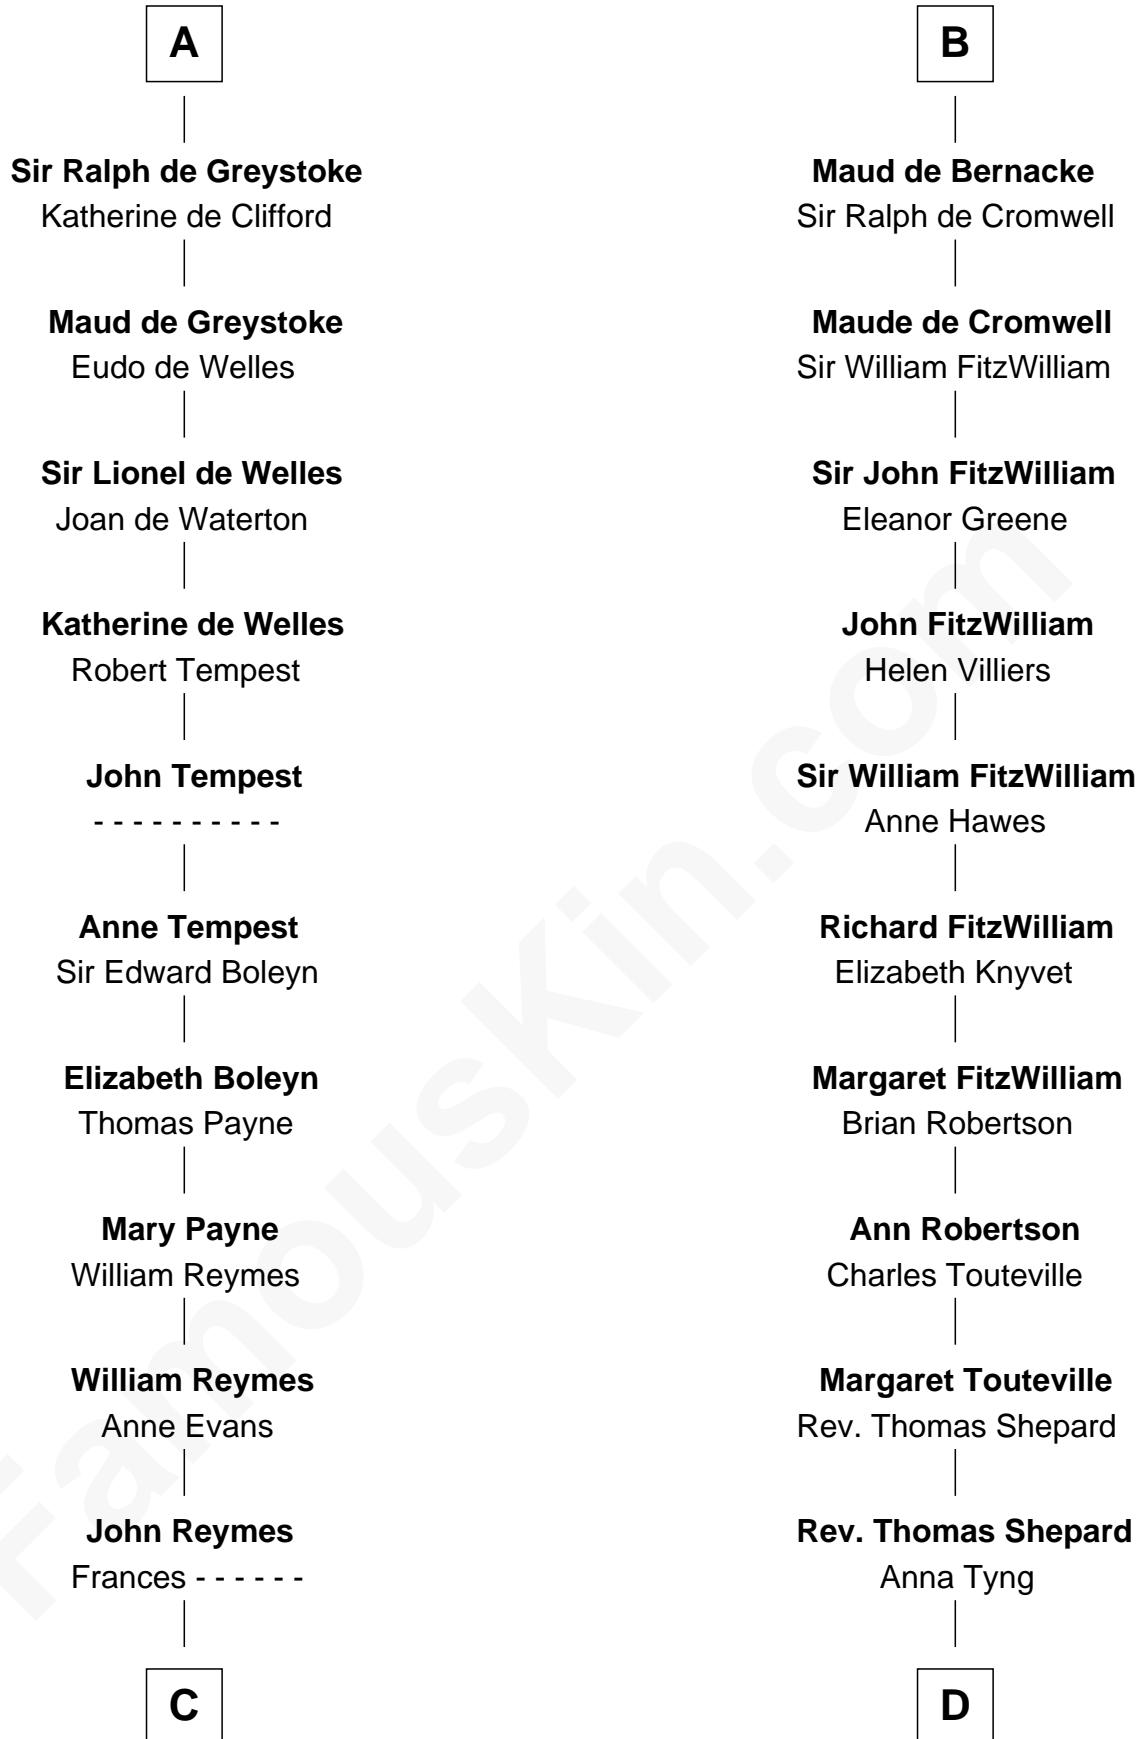 A
Sir Ralph de Greystoke
Katherine de Clifford
Maud de Greystoke
Eudo de Welles
Sir Lionel de Welles
Joan de Waterton
Katherine de Welles
Robert Tempest
John Tempest
- - - - - - - - - -
Anne Tempest
Sir Edward Boleyn
Elizabeth Boleyn
Thomas Payne
Mary Payne
William Reymes
William Reymes
Anne Evans
John Reymes
Frances - - - - - -
C
B
Maud de Bernacke
Sir Ralph de Cromwell
Maude de Cromwell
Sir William FitzWilliam
Sir John FitzWilliam
Eleanor Greene
John FitzWilliam
Helen Villiers
Sir William FitzWilliam
Anne Hawes
Richard FitzWilliam
Elizabeth Knyvet
Margaret FitzWilliam
Brian Robertson
Ann Robertson
Charles Touteville
Margaret Touteville
Rev. Thomas Shepard
Rev. Thomas Shepard
Anna Tyng
D
FamousKin.com